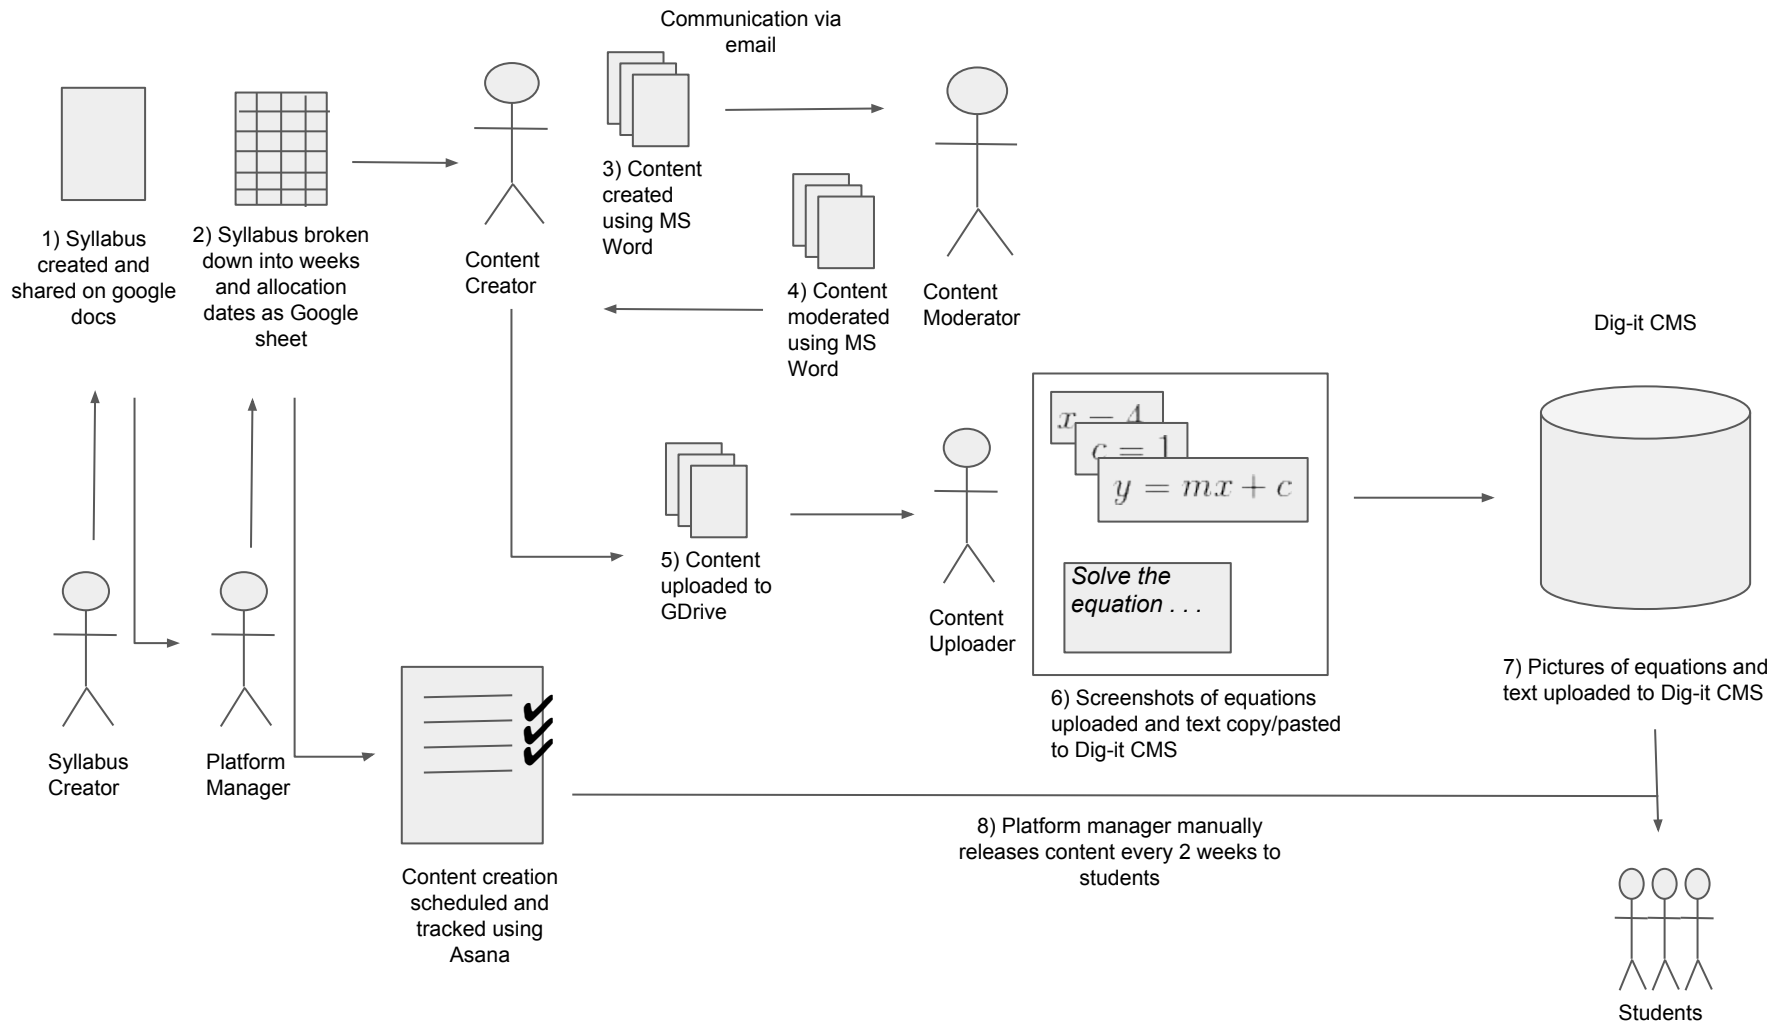 Communication via
email
1) Syllabus
created and
shared on google
docs
2) Syllabus broken
down into weeks
and allocation
dates as Google
sheet
Content
Creator
3) Content
created
using MS
Word
4) Content
moderated
using MS
Word
Content
Moderator
Dig-it CMS
x = 4
c = 1
y = mx + c
Solve the
equation . . .
5) Content
uploaded to
GDrive
Content
Uploader
6) Screenshots of equations
uploaded and text copy/pasted
to Dig-it CMS
7) Pictures of equations and
text uploaded to Dig-it CMS
Syllabus
Creator
Platform
Manager
8) Platform manager manually
releases content every 2 weeks to
students
Content creation
scheduled and
tracked using
Asana
Students